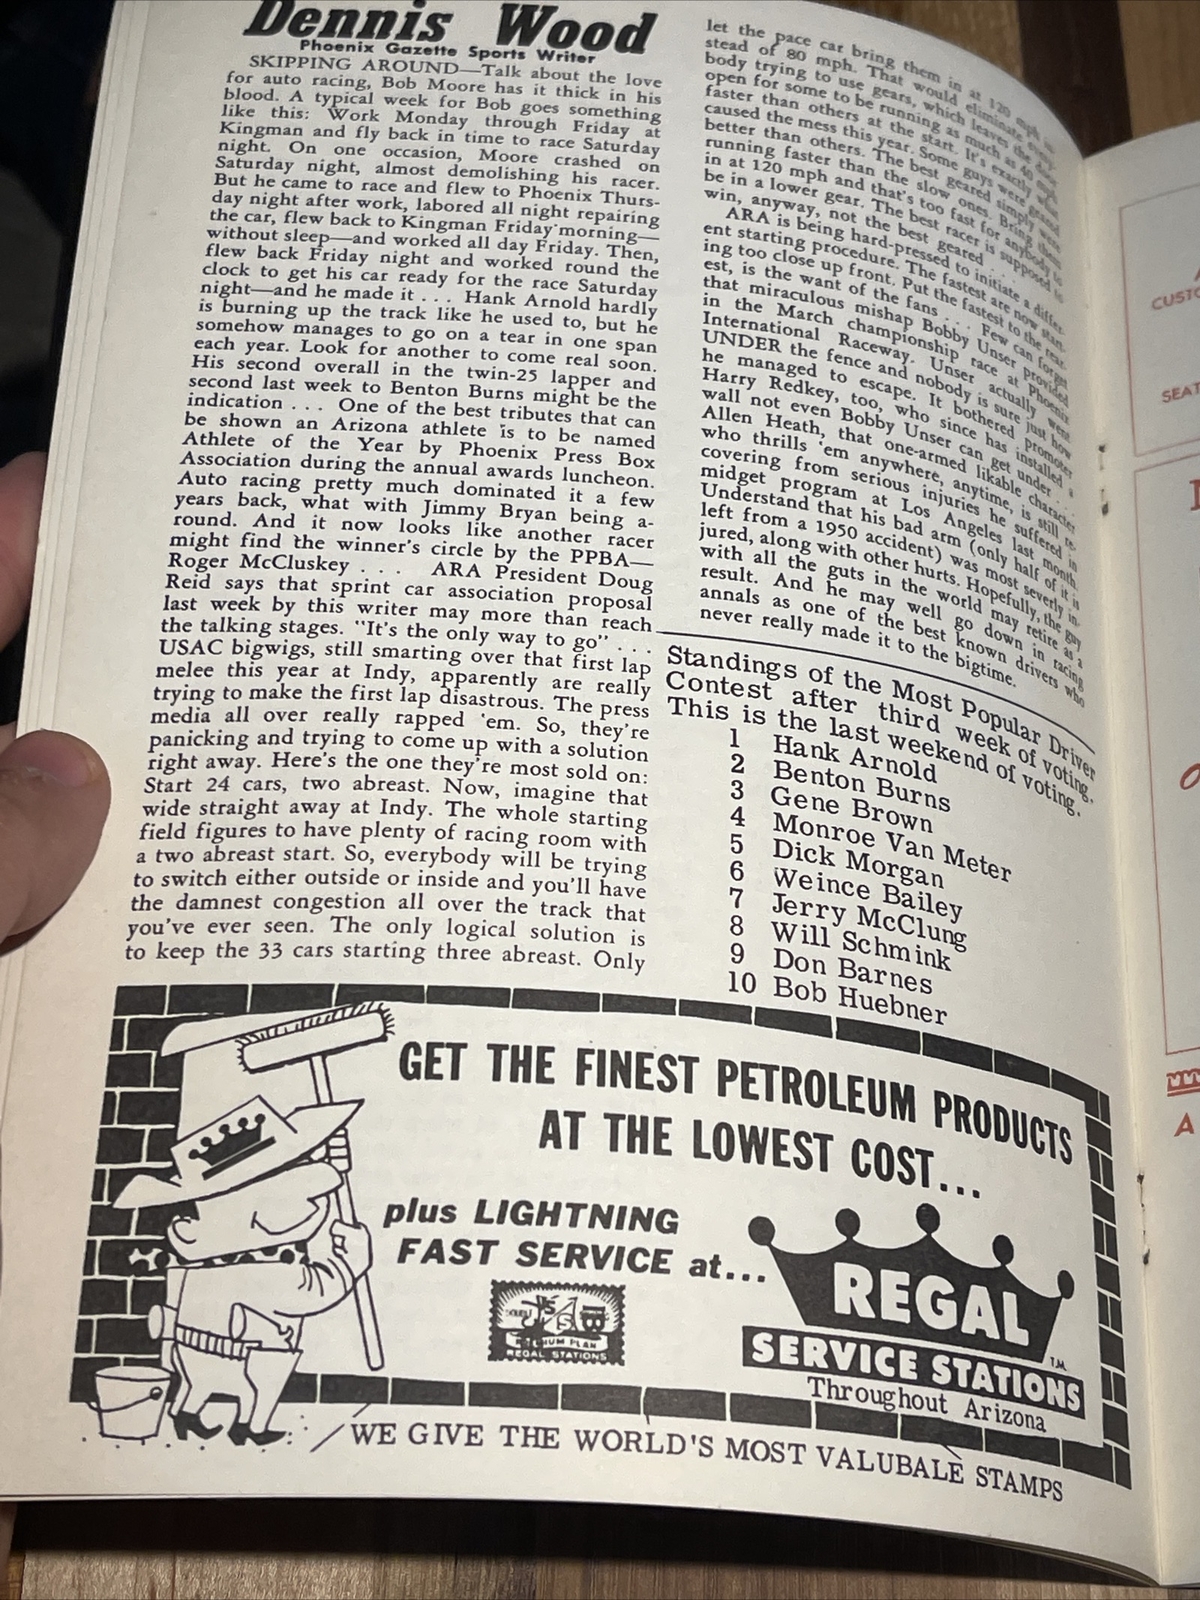 Dennis Wood
Phoenix Gazette Sports Writer
SKIPPING AROUND—Talk about the love
for auto racing, Bob Moore has it thick in his
blood. A typical week for Bob goes something
like this: Work Monday through Friday at
Kingman and fly back in time to race Saturday
night. On one occasion, Moore crashed on
Saturday night, almost demolishing his racer.
But he came to race and flew to Phoenix Thurs-
day night after work, labored all night repairing
the car, flew back to Kingman Friday morning—
without sleep—and worked all day Friday. Then,
flew back Friday night and worked round the
clock to get his car ready for the race Saturday
night—and he made it . . . Hank Arnold hardly
is burning up the track like he used to, but he
somehow manages to go on a tear in one span
each year. Look for another to come real soon.
His second overall in the twin-25 lapper and
second last week to Benton Burns might be the
indication . . . One of the best tributes that can
be shown an Arizona athlete is to be named
Athlete of the Year by Phoenix Press Box
Association during the annual awards luncheon.
Auto racing pretty much dominated it a few
years back, what with Jimmy Bryan being a-
round. And it now looks like another racer
might find the winner's circle by the PPBA—
Roger McCluskey . . . ARA President Doug
Reid says that sprint car association proposal
last week by this writer may more than reach
the talking stages. "It's the only way to go" . . .
USAC bigwigs, still smarting over that first lap
melee this year at Indy, apparently are really
trying to make the first lap disastrous. The press
media all over really rapped 'em. So, they're
panicking and trying to come up with a solution
right away. Here's the one they're most sold on:
Start 24 cars, two abreast. Now, imagine that
wide straight away at Indy. The whole starting
field figures to have plenty of racing room with
a two abreast start. So, everybody will be trying
to switch either outside or inside and you'll have
the damnest congestion all over the track that
you've ever seen. The only logical solution is
to keep the 33 cars starting three abreast. Only
let the pace car bring them in at 120 mph in-
stead of 80 mph. That would eliminate every-
body trying to use gears, which leaves the door
open for some to be running as much as 40 mph
faster than others at the start. It's exactly what
caused the mess this year. Some guys were geared
better than others. The best geared simply went
running faster than the slow ones. Bring them
in at 120 mph and that's too fast for anybody to
be in a lower gear. The best racer is supposed to
win, anyway, not the best geared . . .
ARA is being hard-pressed to initiate a differ-
ent starting procedure. The fastest are now start-
ing too close up front. Put the fastest to the rear-
est, is the want of the fans . . . Few can forget
that miraculous mishap Bobby Unser provided
in the March championship race at Phoenix
International Raceway. Unser actually went
UNDER the fence and nobody is sure just how
he managed to escape. It bothered promoter
Harry Redkey, too, who since has installed a
wall not even Bobby Unser can get under . . .
Allen Heath, that one-armed likable character
who thrills 'em anywhere, anytime, is still re-
covering from serious injuries he suffered in
midget program at Los Angeles last month.
Understand that his bad arm (only half of it is
left from a 1950 accident) was most severly in-
jured, along with other hurts. Hopefully, the guy
with all the guts in the world may retire as a
result. And he may well go down in racing
annals as one of the best known drivers who
never really made it to the bigtime.
Standings of the Most Popular Driver
Contest after third week of voting.
This is the last weekend of voting.
1 Hank Arnold
2 Benton Burns
3 Gene Brown
4 Monroe Van Meter
5 Dick Morgan
6 Weince Bailey
7 Jerry McClung
8 Will Schmink
9 Don Barnes
10 Bob Huebner
GET THE FINEST PETROLEUM PRODUCTS
AT THE LOWEST COST...
plus LIGHTNING
FAST SERVICE at...
REGAL STATIONS
REGAL
T.M.
SERVICE STATIONS
Throughout Arizona
WE GIVE THE WORLD'S MOST VALUBALE STAMPS
CUSTO
SEAT
A